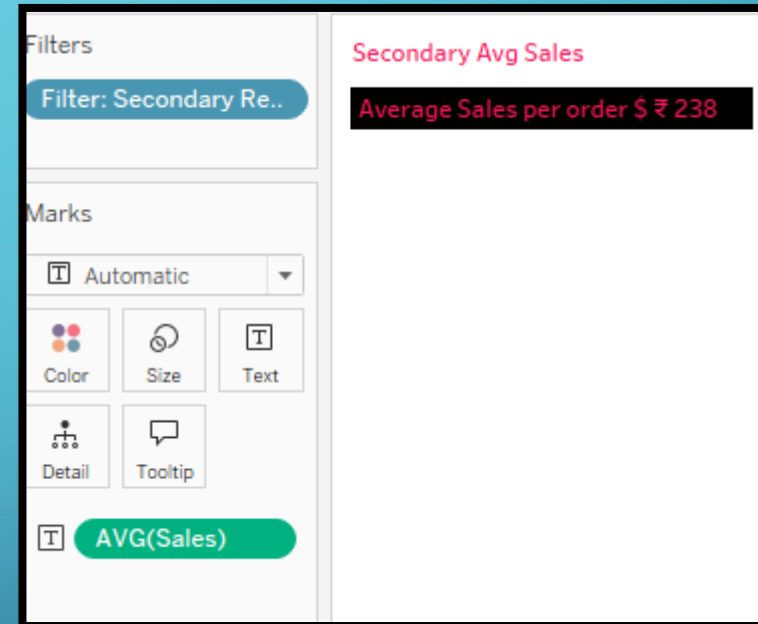 Filters
Filter: Secondary Re..
Marks
T Automatic
Color Size T Text
Detail Tooltip
T AVG(Sales)
Secondary Avg Sales
Average Sales per order $ ₹ 238